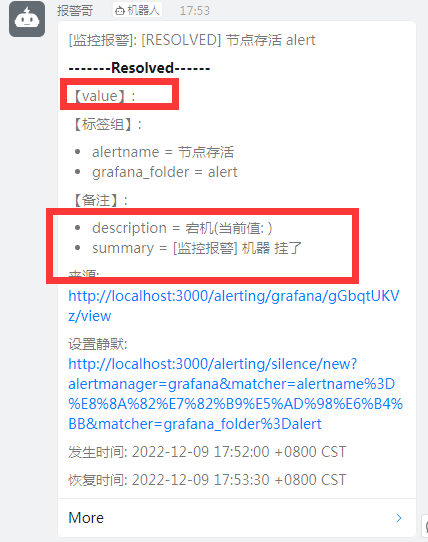 报警哥 机器人 17:53
[监控报警]: [RESOLVED] 节点存活 alert
-------Resolved------
【value】:
【标签组】:
• alertname = 节点存活
• grafana_folder = alert
【备注】:
• description = 宕机(当前值: )
• summary = [监控报警] 机器 挂了
来源:
http://localhost:3000/alerting/grafana/gGbqtUKV
z/view
设置静默:
http://localhost:3000/alerting/silence/new?
alertmanager=grafana&matcher=alertname%3D
%E8%8A%82%E7%82%B9%E5%AD%98%E6%B4%
BB&matcher=grafana_folder%3Dalert
发生时间: 2022-12-09 17:52:00 +0800 CST
恢复时间: 2022-12-09 17:53:30 +0800 CST
More